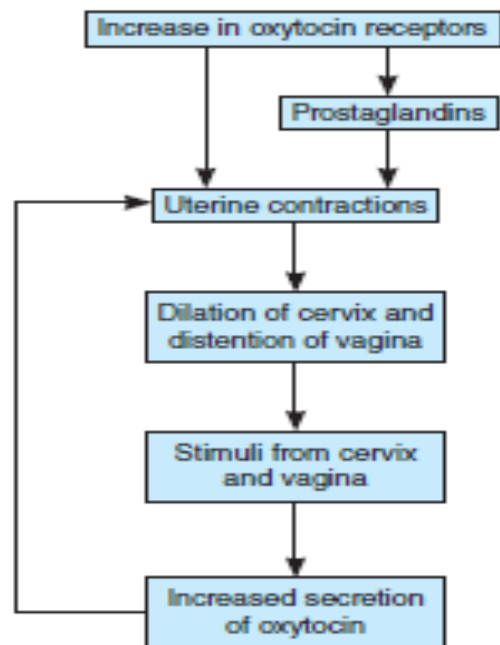 Increase in oxytocin receptors
Prostaglandins
Uterine contractions
Dilation of cervix and
distention of vagina
Stimuli from cervix
and vagina
Increased secretion
of oxytocin